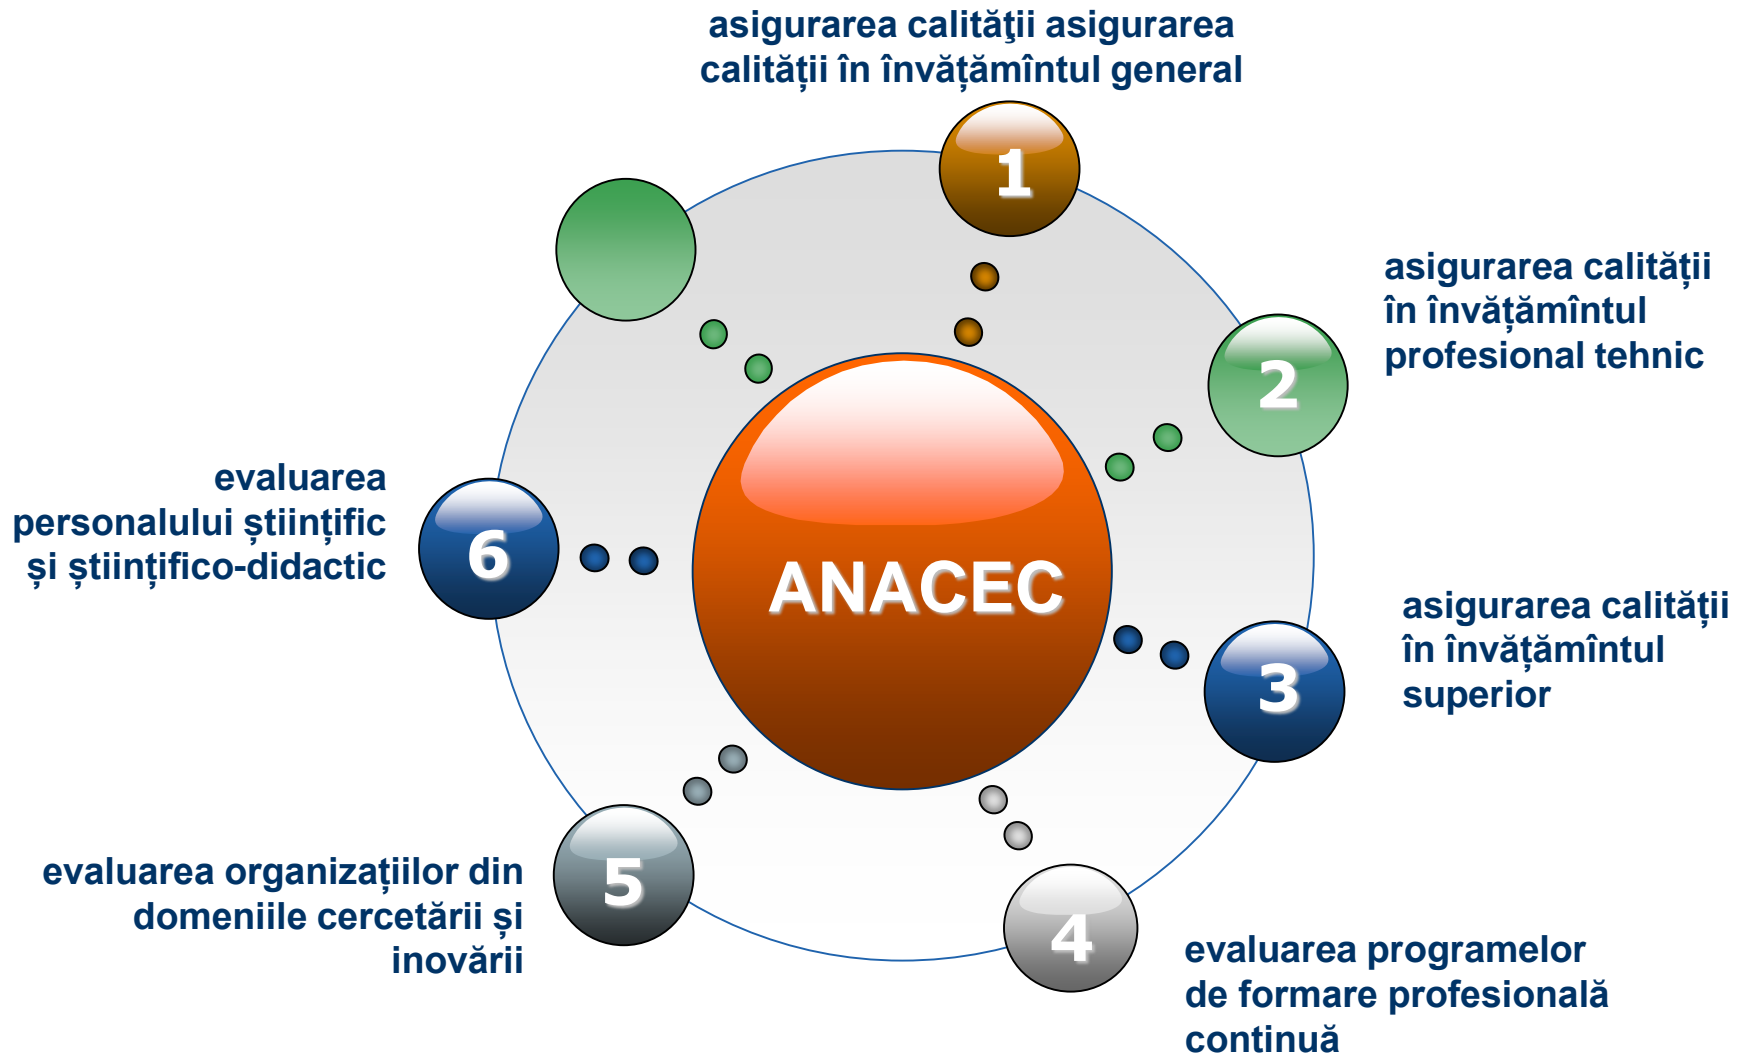 asigurarea calităţii asigurarea
calității în învățămîntul general
1
asigurarea calității
în învățămîntul
profesional tehnic
2
asigurarea calității
în învățămîntul
superior
3
evaluarea programelor
de formare profesională
continuă
4
evaluarea organizațiilor din
domeniile cercetării și
inovării
5
evaluarea
personalului științific
și științifico-didactic
6
ANACEC